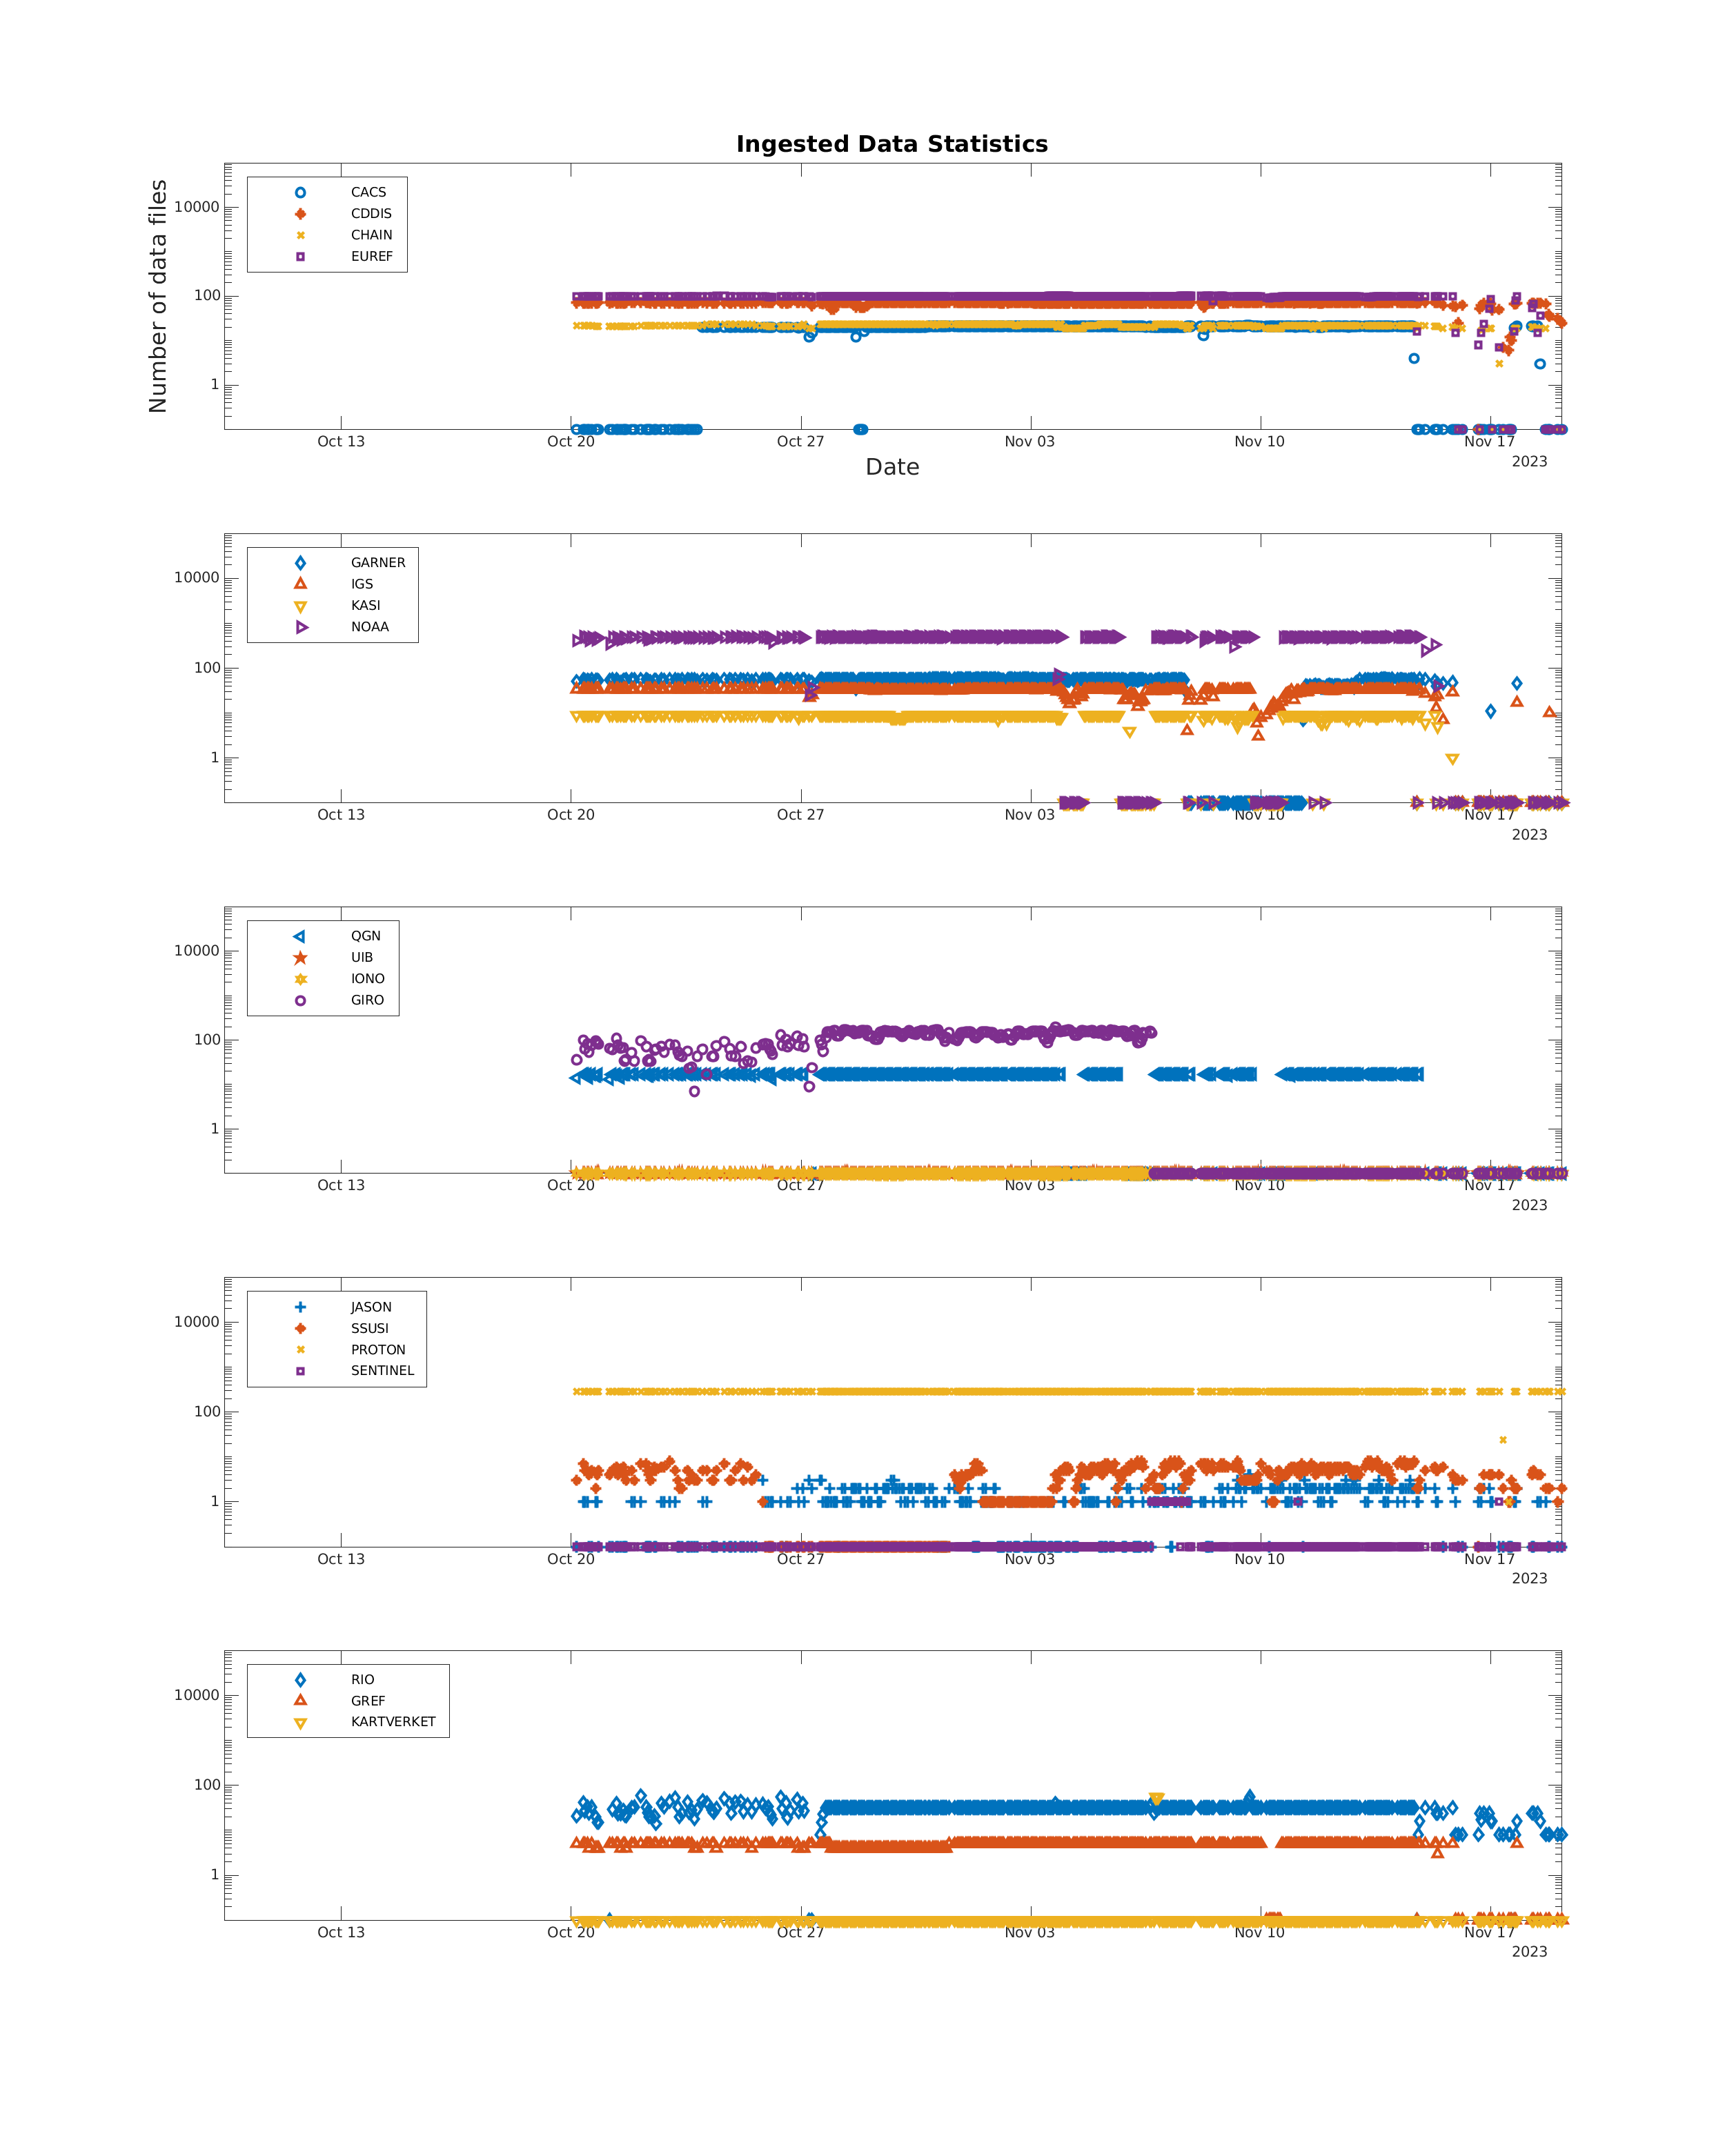 Ingested Data Statistics
Number of data files
10000
100
1
CACS
CDDIS
CHAIN
EUREF
Oct 13 Oct 20 Oct 27 Nov 03 Nov 10 Nov 17
2023
Date
10000
100
1
GARNER
IGS
KASI
NOAA
Oct 13 Oct 20 Oct 27 Nov 03 Nov 10 Nov 17
2023
10000
100
1
QGN
UIB
IONO
GIRO
Oct 13 Oct 20 Oct 27 Nov 03 Nov 10 Nov 17
2023
10000
100
1
JASON
SSUSI
PROTON
SENTINEL
Oct 13 Oct 20 Oct 27 Nov 03 Nov 10 Nov 17
2023
10000
100
1
RIO
GREF
KARTVERKET
Oct 13 Oct 20 Oct 27 Nov 03 Nov 10 Nov 17
2023